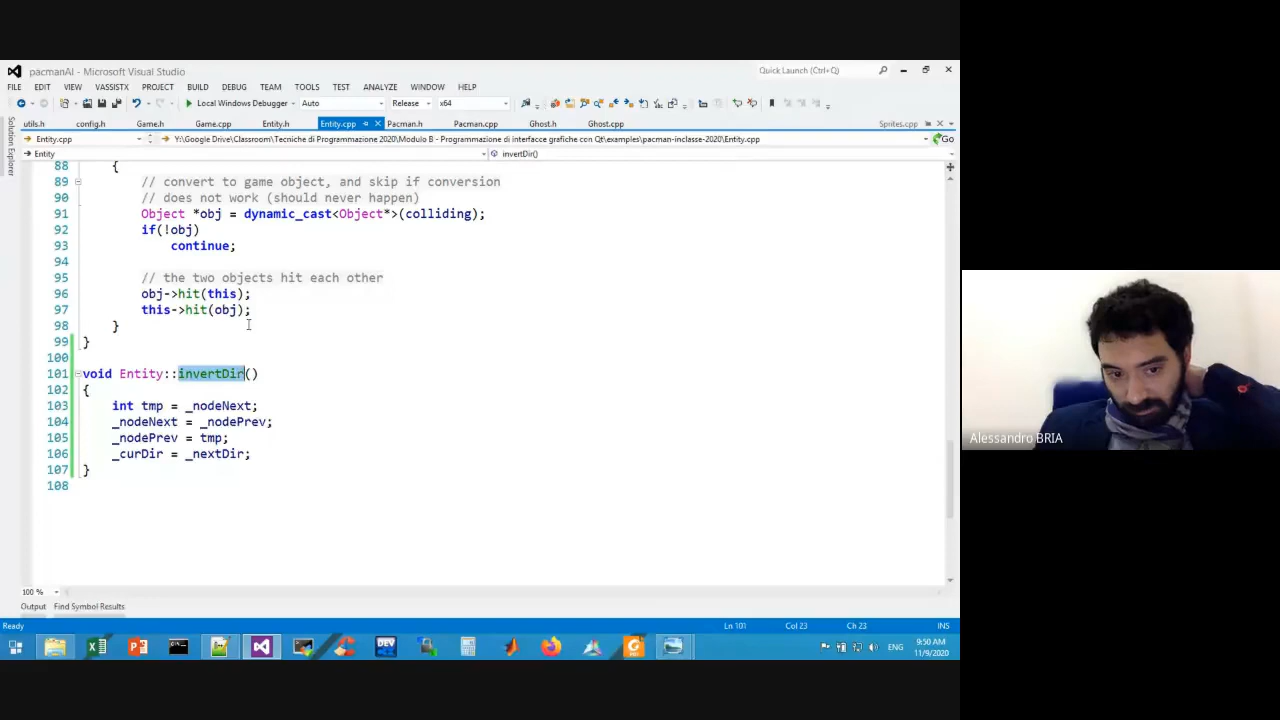 pacmanAI - Microsoft Visual Studio
Quick Launch (Ctrl+Q)
FILE EDIT VIEW VASSISTX PROJECT BUILD DEBUG TEAM TOOLS TEST ANALYZE WINDOW HELP
Local Windows Debugger Auto Release x64
utils.h config.h Game.h Game.cpp Entity.h Entity.cpp Pacman.h Pacman.cpp Ghost.h Ghost.cpp Sprites.cpp
Entity.cpp Y:\Google Drive\Classroom\Tecniche di Programmazione 2020\Modulo B - Programmazione di interfacce grafiche con Qt\examples\pacman-inclasse-2020\Entity.cpp Go
Entity invertDir()
Solution Explorer
88 {
89 // convert to game object, and skip if conversion
90 // does not work (should never happen)
91 Object *obj = dynamic_cast<Object*>(colliding);
92 if(!obj)
93 continue;
94
95 // the two objects hit each other
96 obj->hit(this);
97 this->hit(obj);
98 }
99 }
100
101 void Entity::invertDir()
102 {
103 int tmp = _nodeNext;
104 _nodeNext = _nodePrev;
105 _nodePrev = tmp;
106 _curDir = _nextDir;
107 }
108
Alessandro BRIA
100 %
Output Find Symbol Results
Ready Ln 101 Col 23 Ch 23 INS
DEV
ENG
9:50 AM
11/9/2020